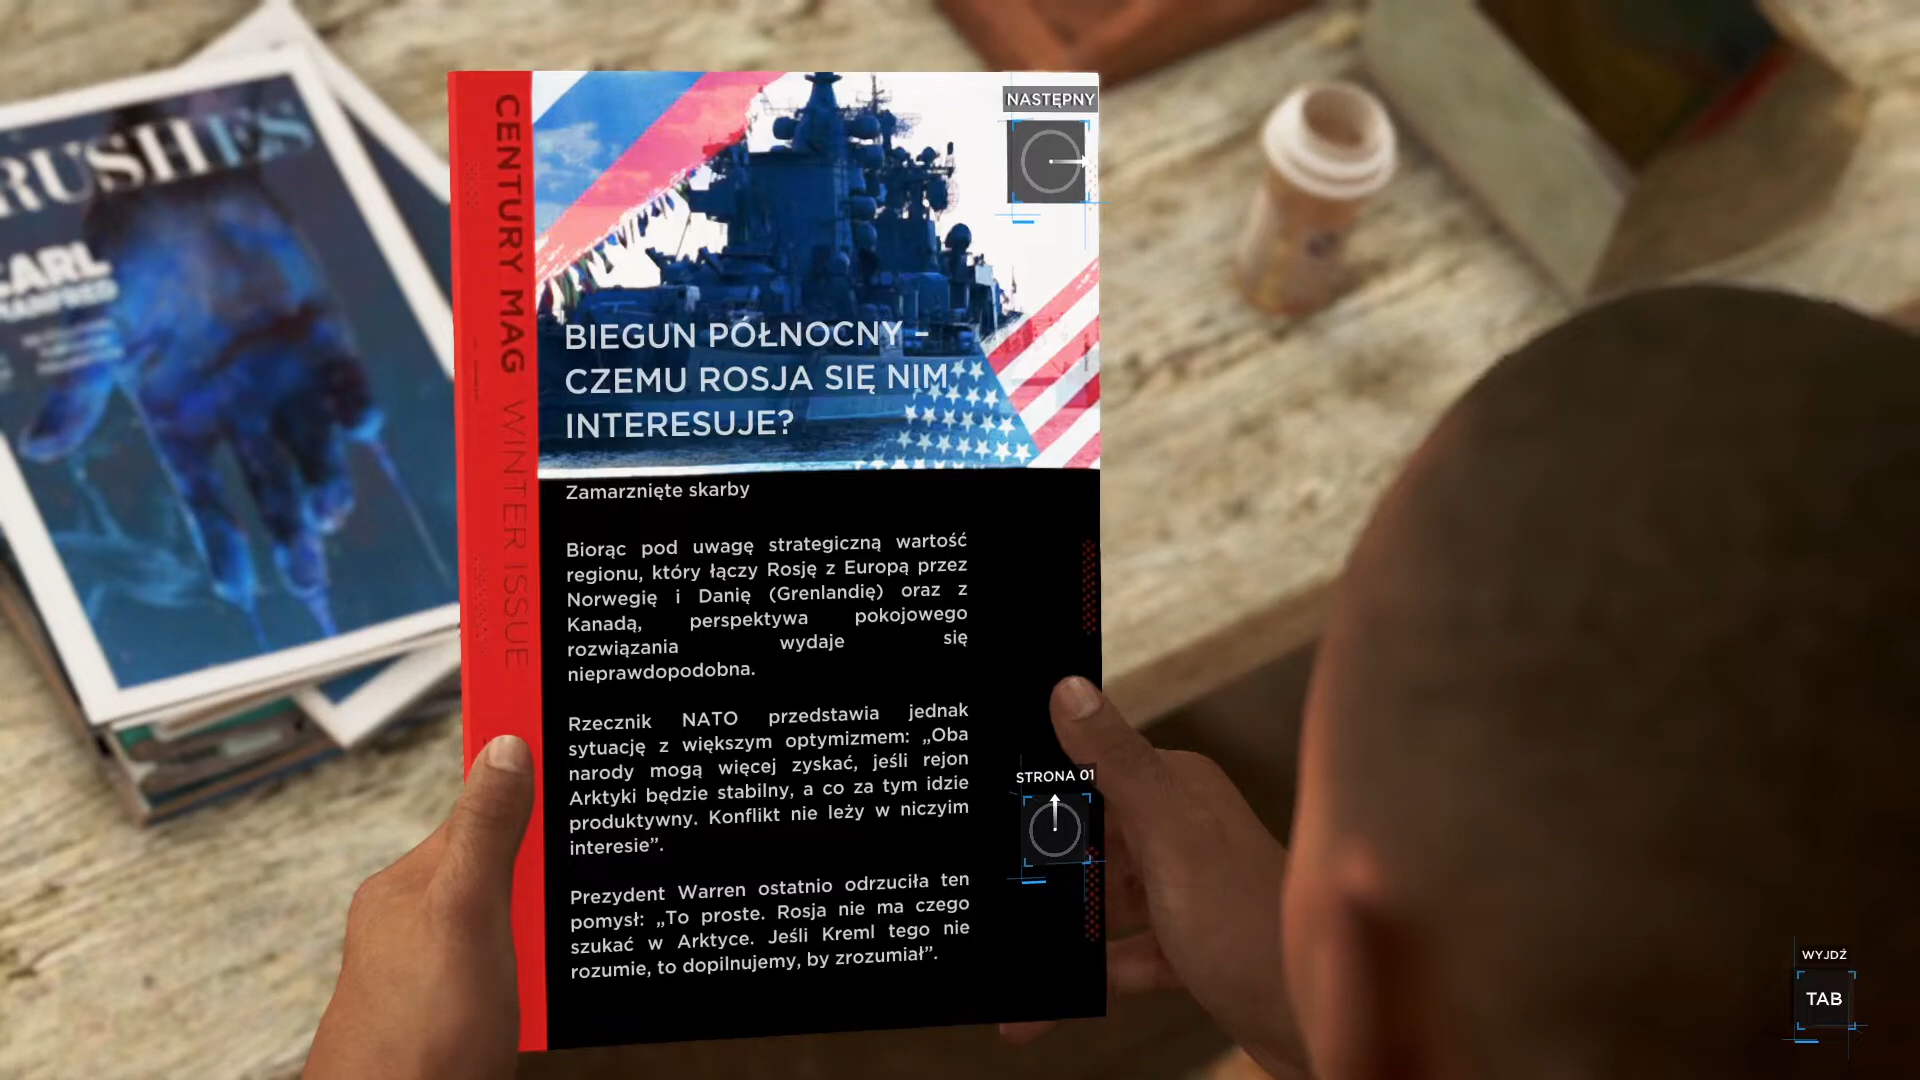 RUSHES
CARL
MANFRED
CENTURY MAG WINTER ISSUE
NASTĘPNY
BIEGUN PÓŁNOCNY –
CZEMU ROSJA SIĘ NIM
INTERESUJE?
Zamarznięte skarby
Biorąc pod uwagę strategiczną wartość
regionu, który łączy Rosję z Europą przez
Norwegię i Danię (Grenlandię) oraz z
Kanadą, perspektywa pokojowego
rozwiązania wydaje się
nieprawdopodobna.
Rzecznik NATO przedstawia jednak
sytuację z większym optymizmem: „Oba
narody mogą więcej zyskać, jeśli rejon
Arktyki będzie stabilny, a co za tym idzie
produktywny. Konflikt nie leży w niczyim
interesie”.
Prezydent Warren ostatnio odrzuciła ten
pomysł: „To proste. Rosja nie ma czego
szukać w Arktyce. Jeśli Kreml tego nie
rozumie, to dopilnujemy, by zrozumiał”.
STRONA 01
WYJDŹ
TAB